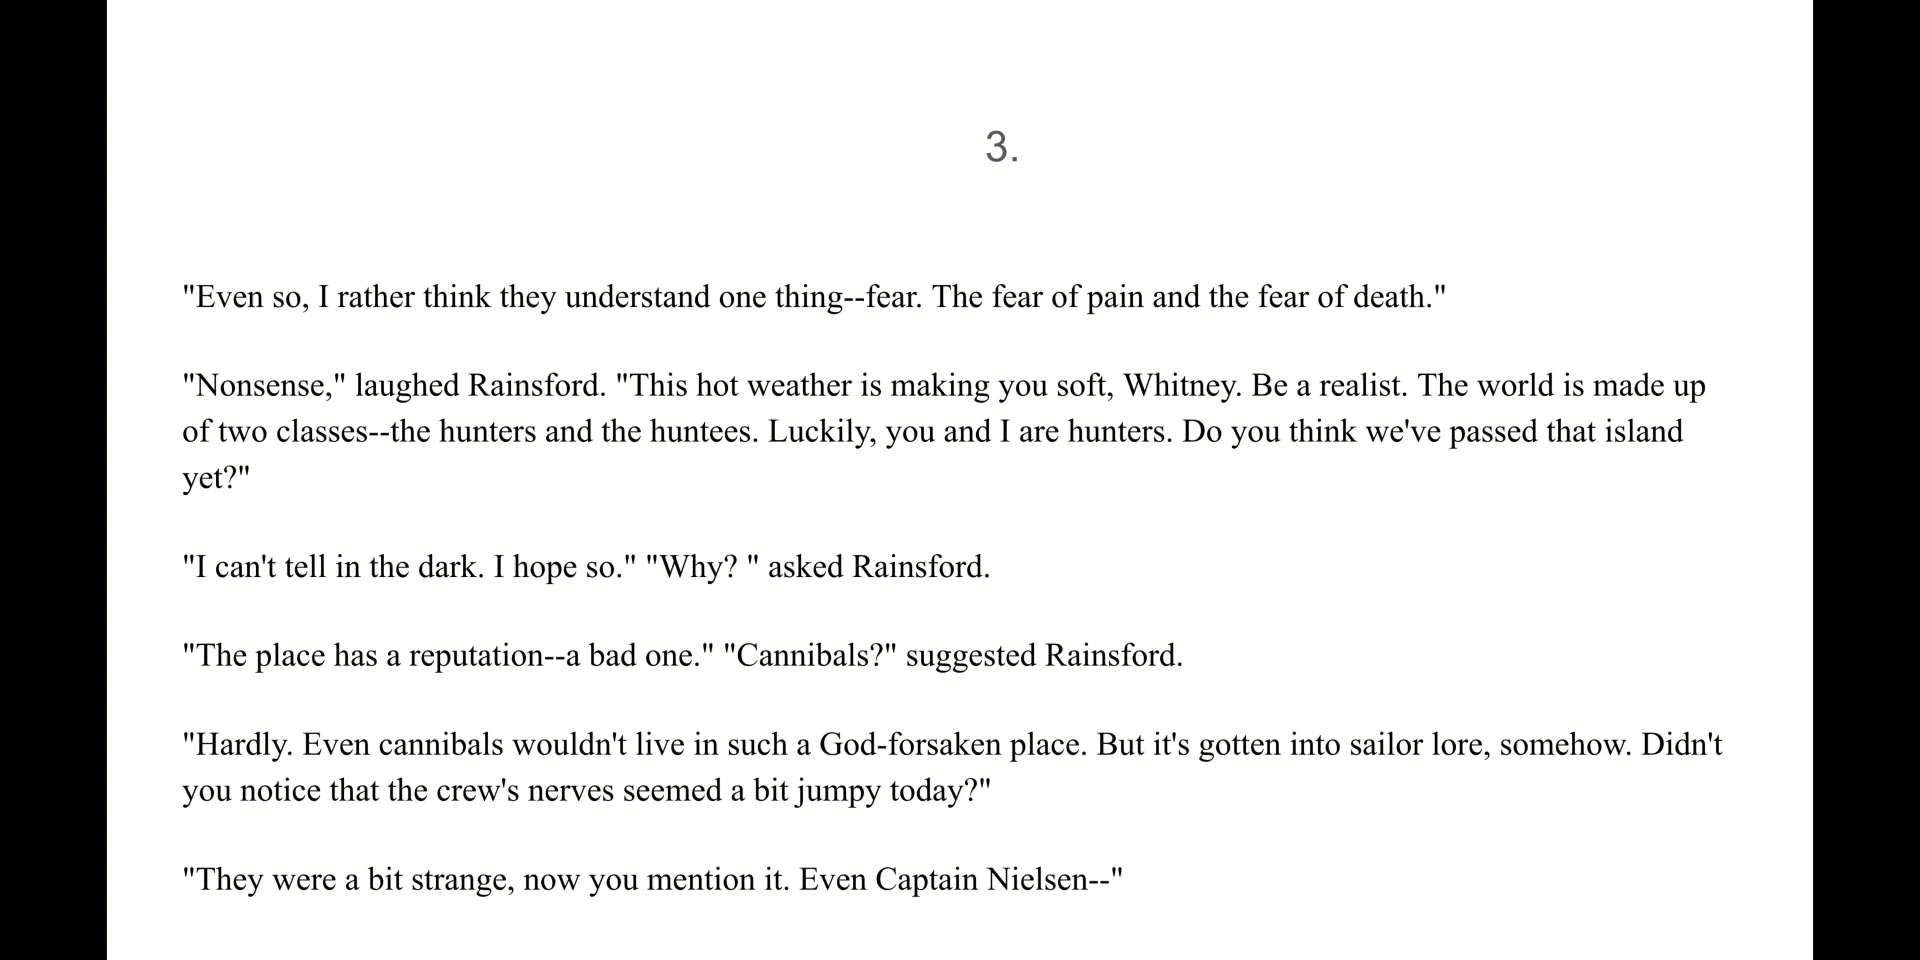 3.
"Even so, I rather think they understand one thing--fear. The fear of pain and the fear of death."
"Nonsense," laughed Rainsford. "This hot weather is making you soft, Whitney. Be a realist. The world is made up
of two classes--the hunters and the huntees. Luckily, you and I are hunters. Do you think we've passed that island
yet?"
"I can't tell in the dark. I hope so." "Why? " asked Rainsford.
"The place has a reputation--a bad one." "Cannibals?" suggested Rainsford.
"Hardly. Even cannibals wouldn't live in such a God-forsaken place. But it's gotten into sailor lore, somehow. Didn't
you notice that the crew's nerves seemed a bit jumpy today?"
"They were a bit strange, now you mention it. Even Captain Nielsen--"